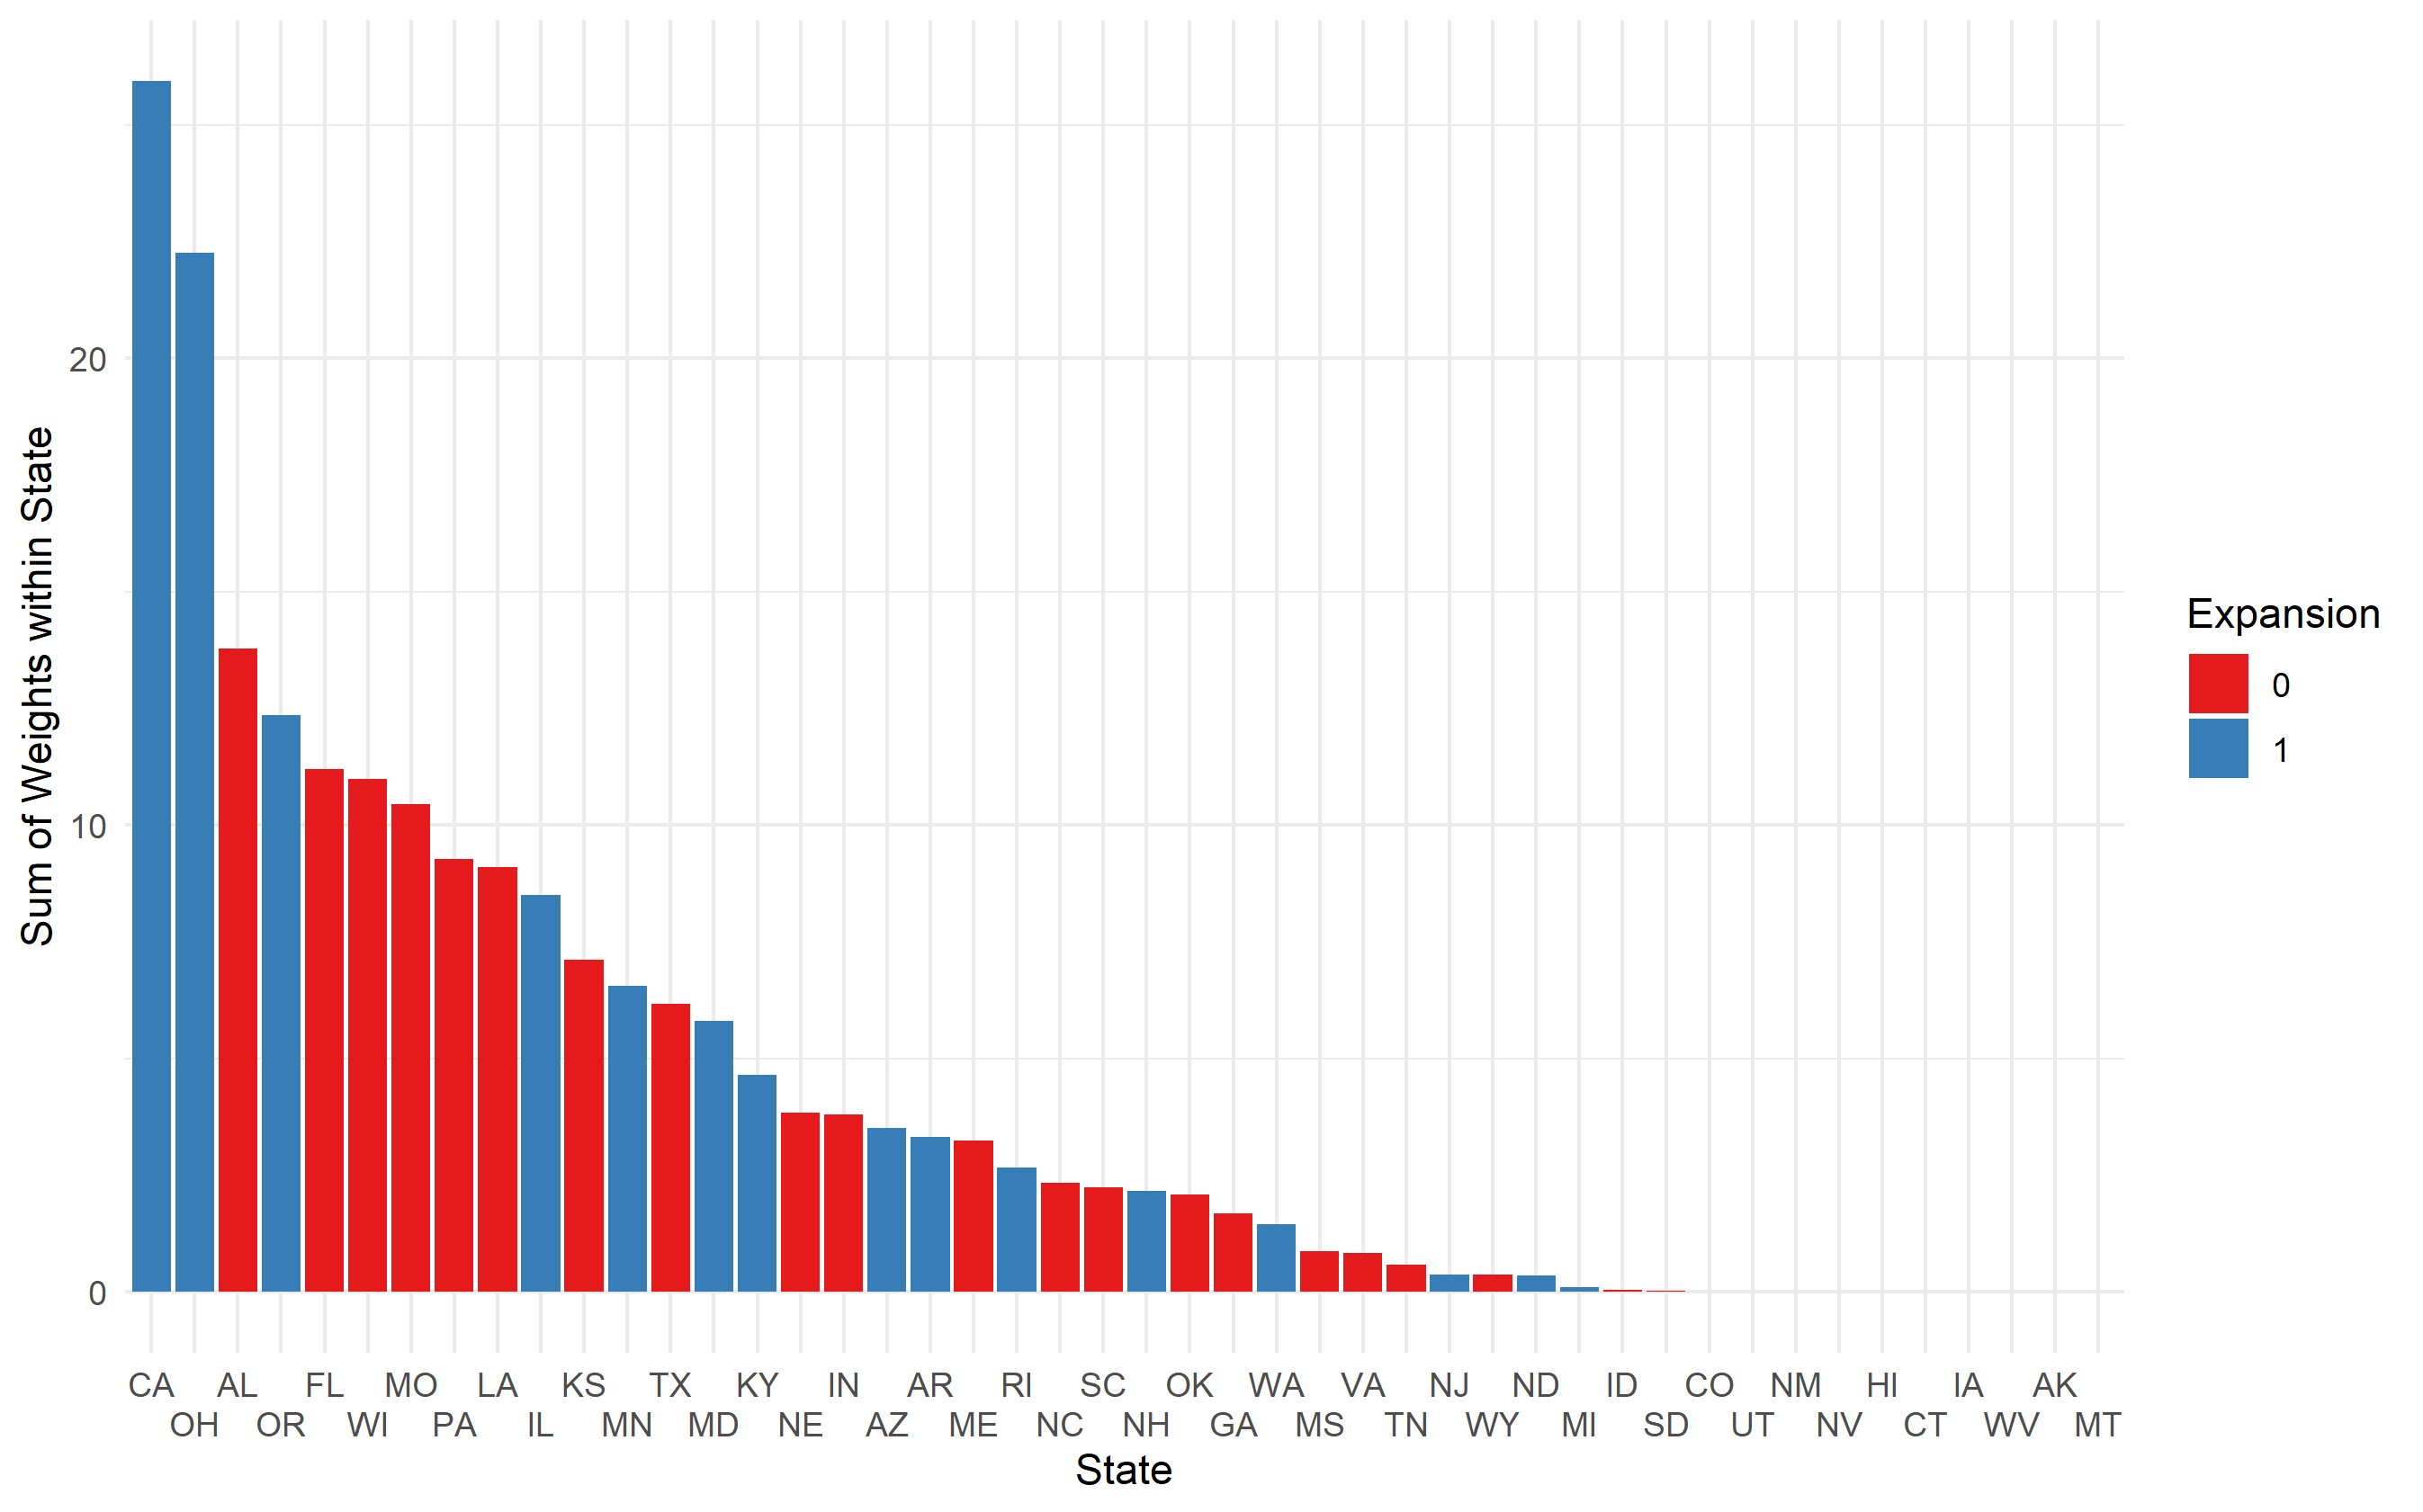 Sum of Weights within State
20
10
0
CA AL FL MO LA KS TX KY IN AR RI SC OK WA VA NJ ND ID CO NM HI IA AK
OH OR WI PA IL MN MD NE AZ ME NC NH GA MS TN WY MI SD UT NV CT WV MT
State
Expansion
0
1